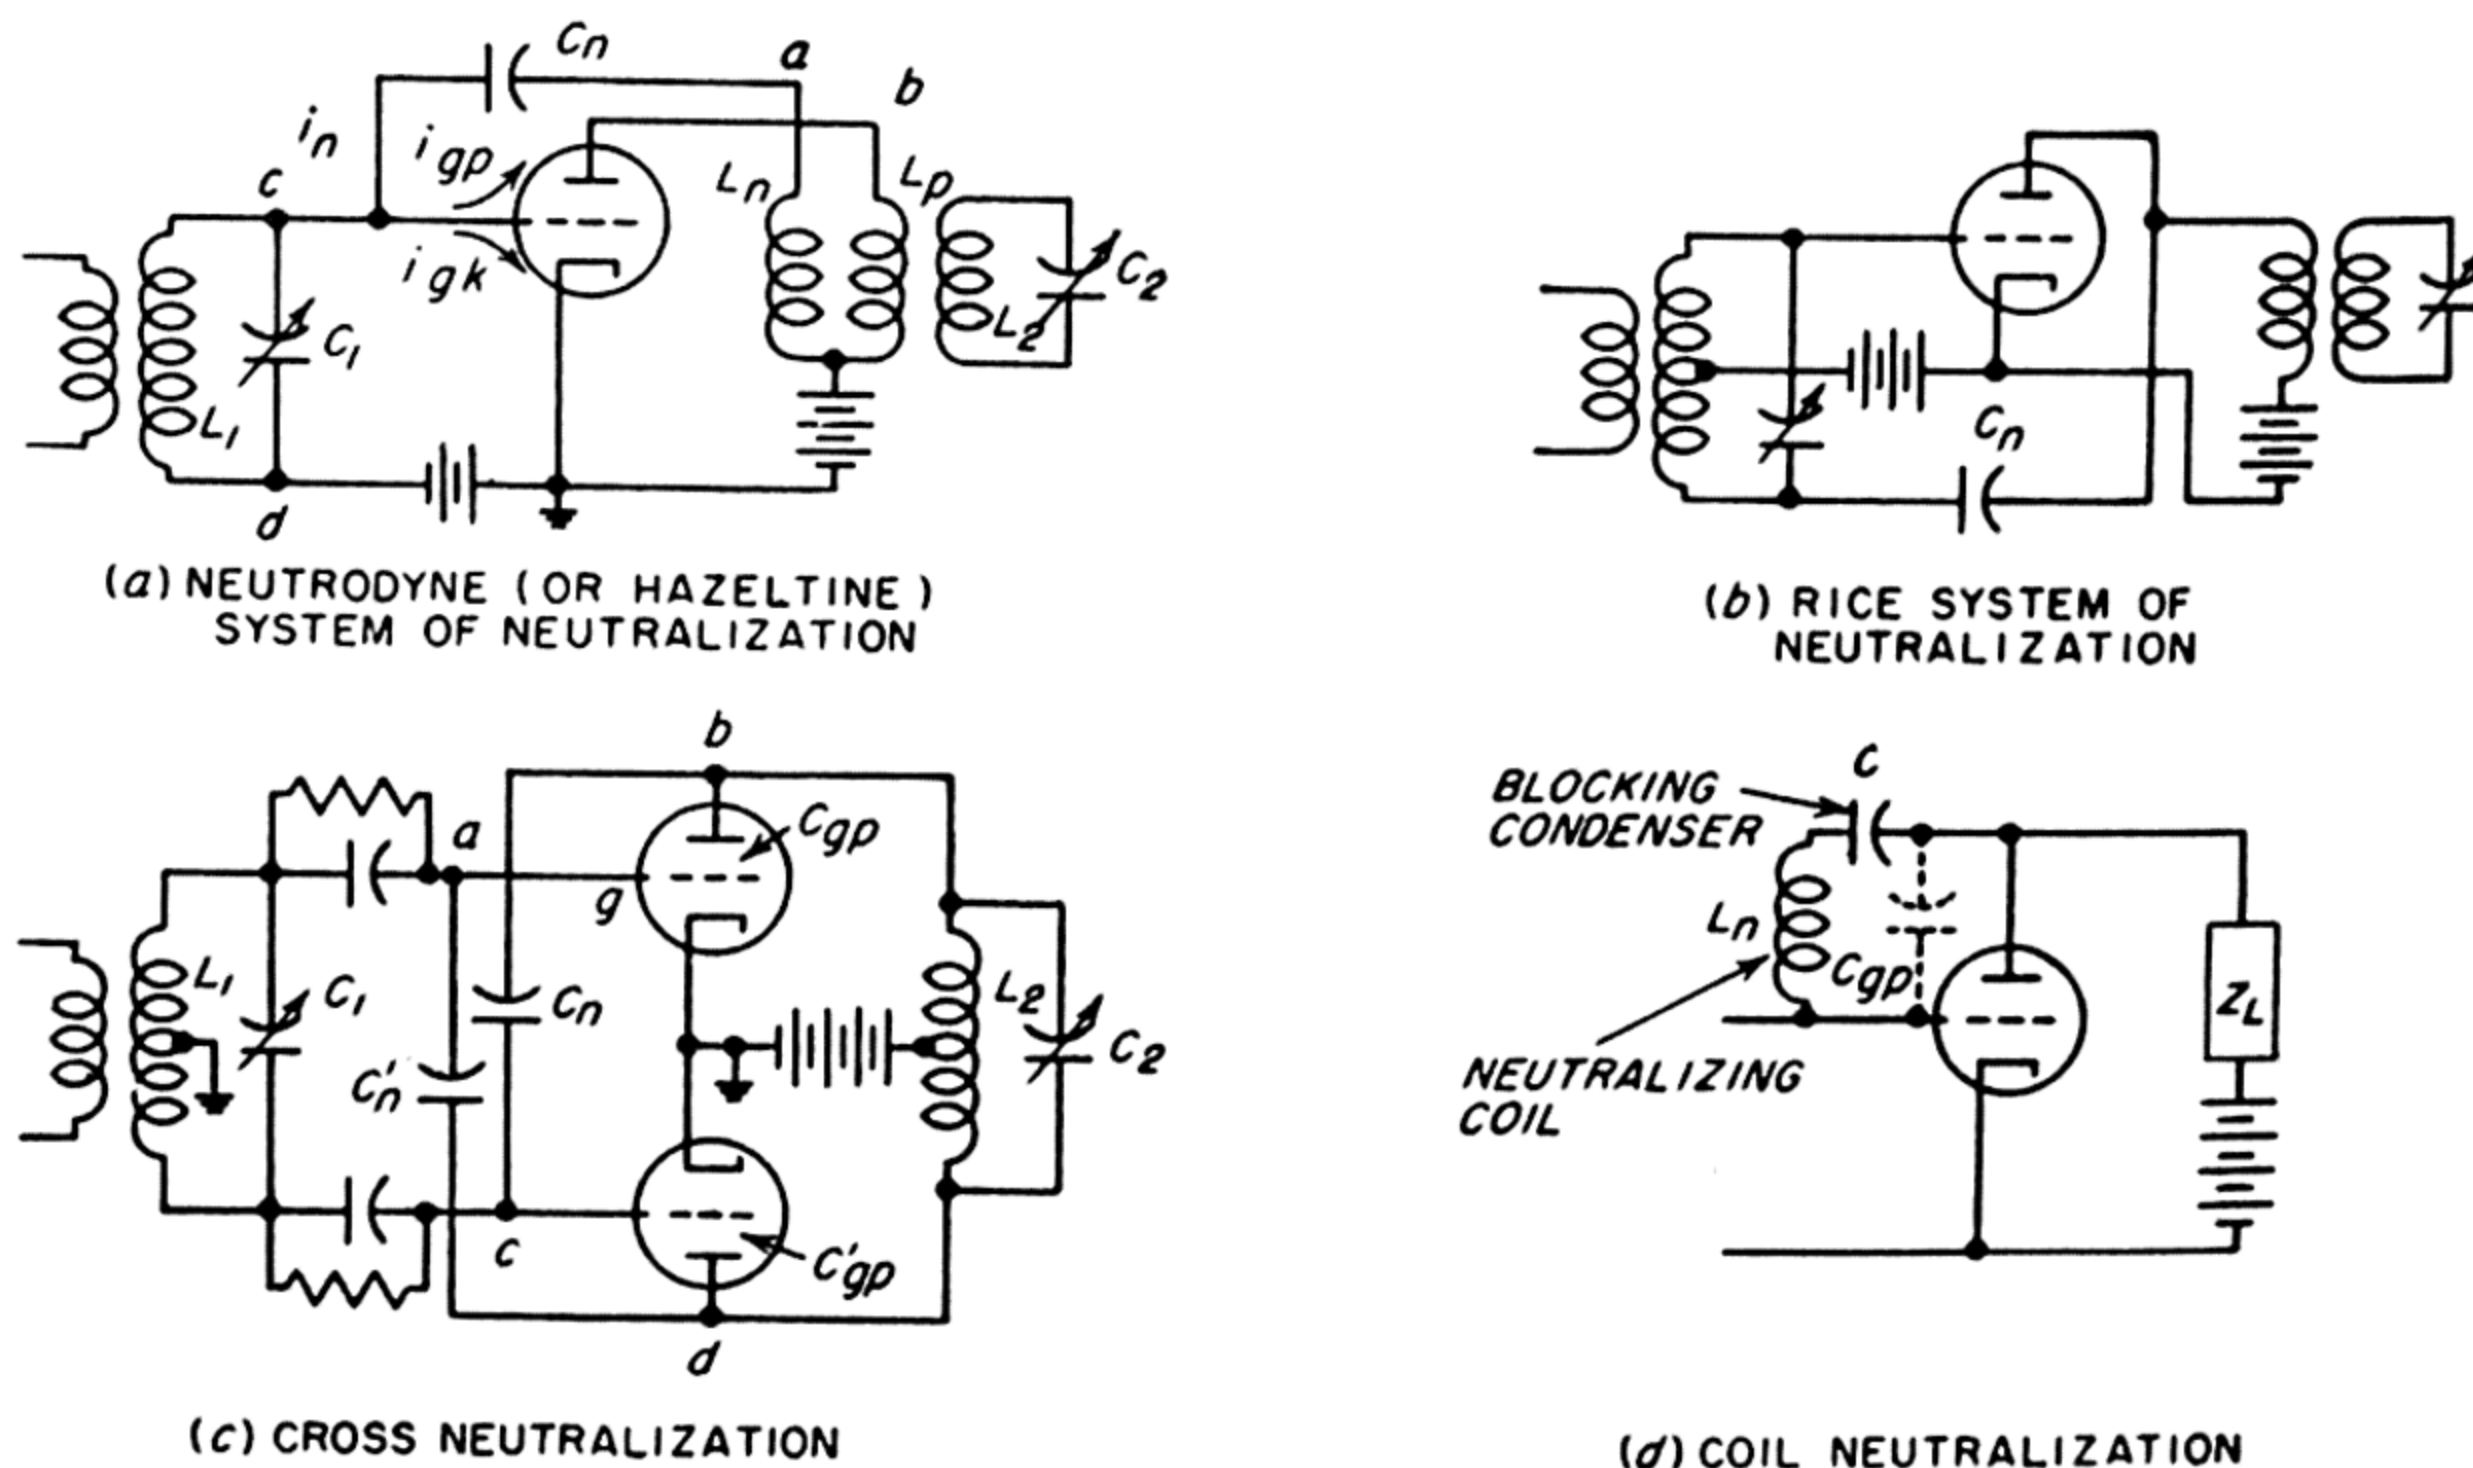 Cn
a
b
in
igp
c
Ln
Lp
igk
C2
C1
L2
L1
d
(a) NEUTRODYNE (OR HAZELTINE)
SYSTEM OF NEUTRALIZATION
Cn
(b) RICE SYSTEM OF
NEUTRALIZATION
b
Cgp
a
g
L1
C1
Cn
L2
C'n
C2
c
C'gp
d
(c) CROSS NEUTRALIZATION
C
BLOCKING
CONDENSER
Ln
Cgp
ZL
NEUTRALIZING
COIL
(d) COIL NEUTRALIZATION